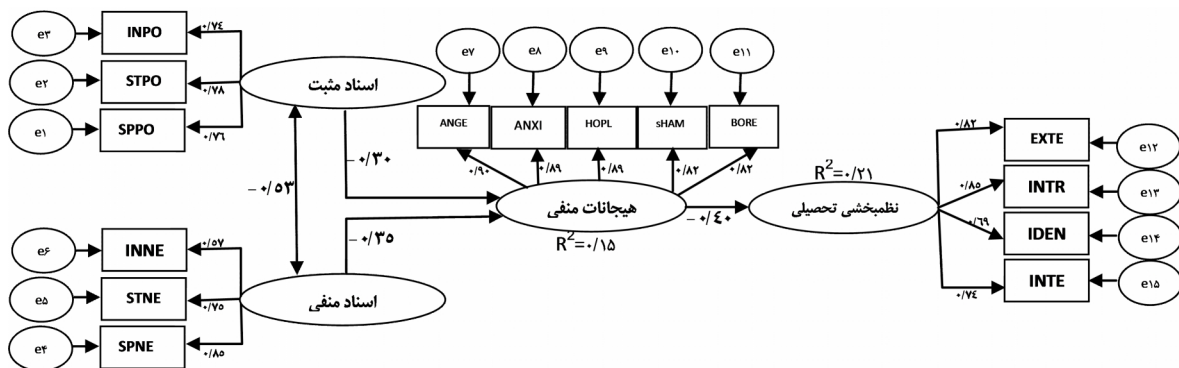 e۳
INPO
۰/۷۴
e۲
STPO
۰/۷۸
e۱
SPPO
۰/۷۶
اسناد مثبت
−۰/۳۰
−۰/۵۳
−۰/۳۵
e۶
INNE
۰/۵۷
e۵
STNE
۰/۷۵
e۴
SPNE
۰/۸۵
اسناد منفی
e۷
e۸
e۹
e۱۰
e۱۱
ANGE
ANXI
HOPL
sHAM
BORE
۰/۹۰
۰/۸۹
۰/۸۹
۰/۸۲
۰/۸۲
هیجانات منفی
R²=۰/۱۵
−۰/٤۰
R²=۰/۲۱
نظمبخشی تحصیلی
۰/۸۲
EXTE
e۱۲
۰/۸۵
INTR
e۱۳
۰/۶۹
IDEN
e۱۴
۰/۷۴
INTE
e۱۵